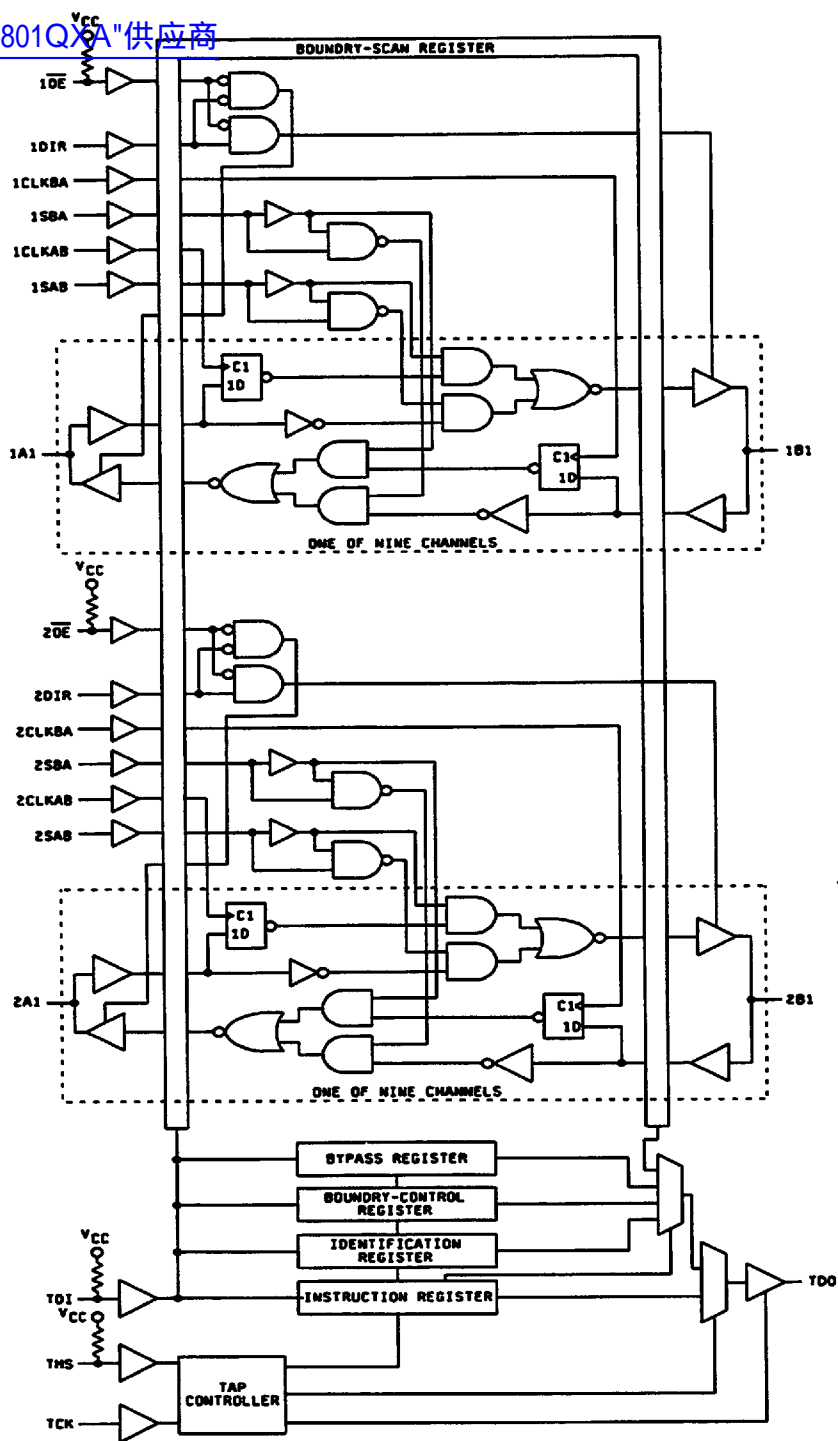 801QXA"供应商
VCC
BOUNDRY-SCAN REGISTER
1OE
1DIR
1CLKBA
1SBA
1CLKAB
1SAB
C1
1D
1A1
C1
1D
1B1
ONE OF NINE CHANNELS
VCC
2OE
2DIR
2CLKBA
2SBA
2CLKAB
2SAB
C1
1D
2A1
C1
1D
2B1
ONE OF NINE CHANNELS
BYPASS REGISTER
BOUNDRY-CONTROL
REGISTER
VCC
IDENTIFICATION
REGISTER
TDI
INSTRUCTION REGISTER
TDO
VCC
TMS
TAP
CONTROLLER
TCK